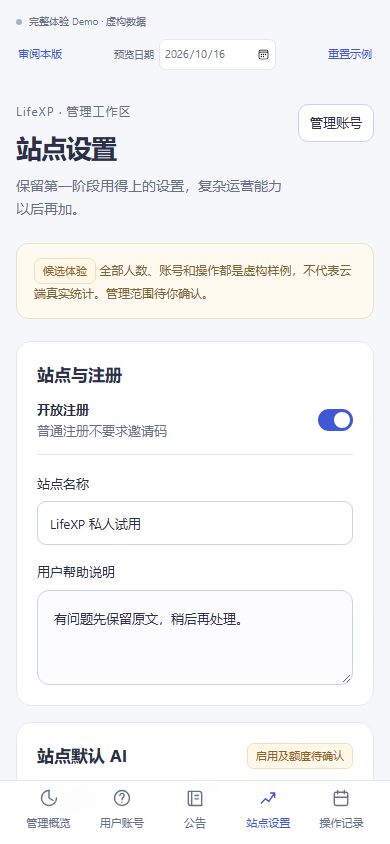 完整体验 Demo · 虚构数据
审阅本版
预览日期 2026/10/16
重置示例
LifeXP · 管理工作区
管理账号
站点设置
保留第一阶段用得上的设置，复杂运营能力
以后再加。
候选体验 全部人数、账号和操作都是虚构样例，不代表云
端真实统计。管理范围待你确认。
站点与注册
开放注册
普通注册不要求邀请码
站点名称
LifeXP 私人试用
用户帮助说明
有问题先保留原文，稍后再处理。
站点默认 AI
启用及额度待确认
管理概览
用户账号
公告
站点设置
操作记录